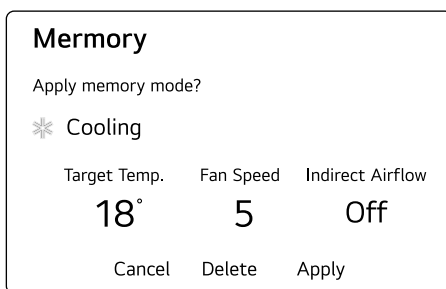 Mermory
Apply memory mode?
Cooling
Target Temp. Fan Speed Indirect Airflow
18° 5 Off
Cancel Delete Apply